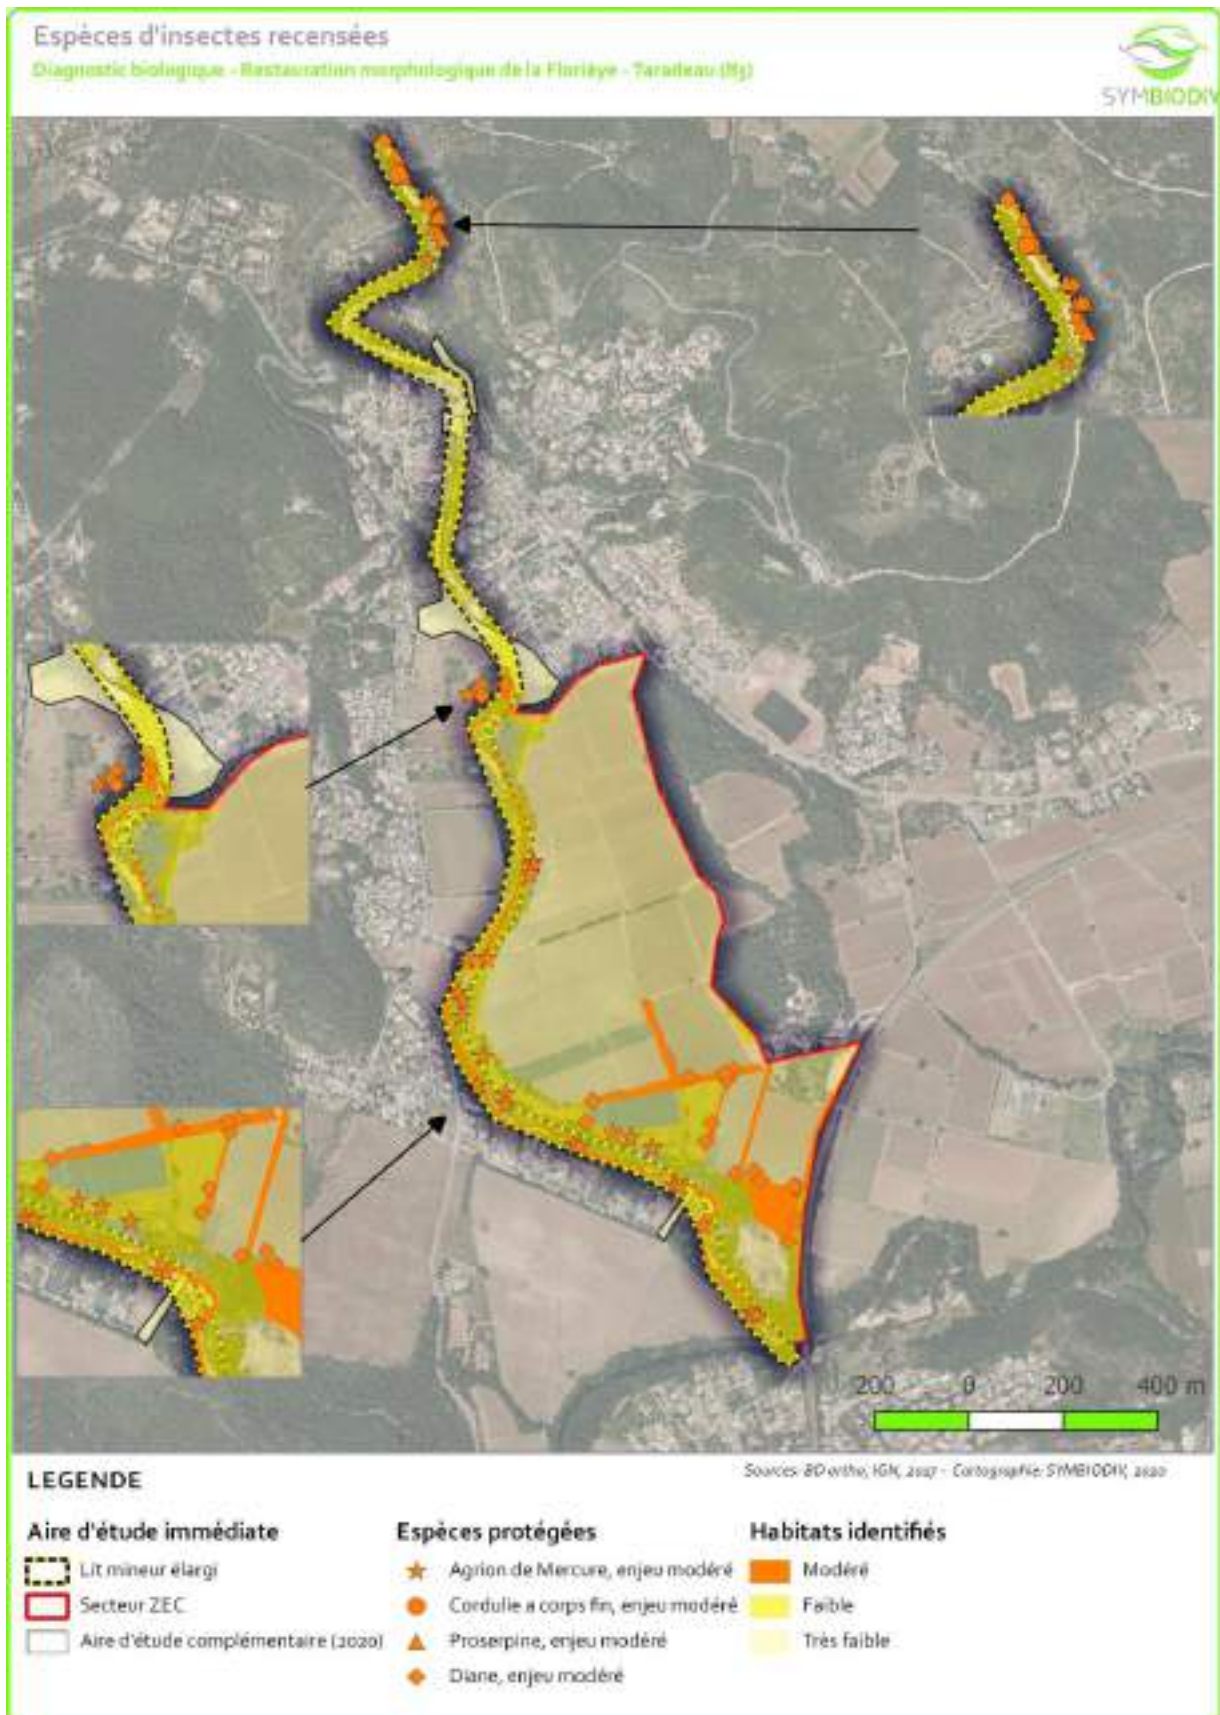 Espèces d'insectes recensées
Diagnostic biologique - Restauration morphologique de la Florièye - Taradeau (83)
SYMBIODIV
200 0 200 400 m
Sources: BD ortho, IGN, 2017 - Cartographie: SYMBIODIV, 2020
LEGENDE
Aire d'étude immédiate
Lit mineur élargi
Secteur ZEC
Aire d'étude complémentaire (2020)
Espèces protégées
Agrion de Mercure, enjeu modéré
Cordulie a corps fin, enjeu modéré
Proserpine, enjeu modéré
Diane, enjeu modéré
Habitats identifiés
Modéré
Faible
Très faible